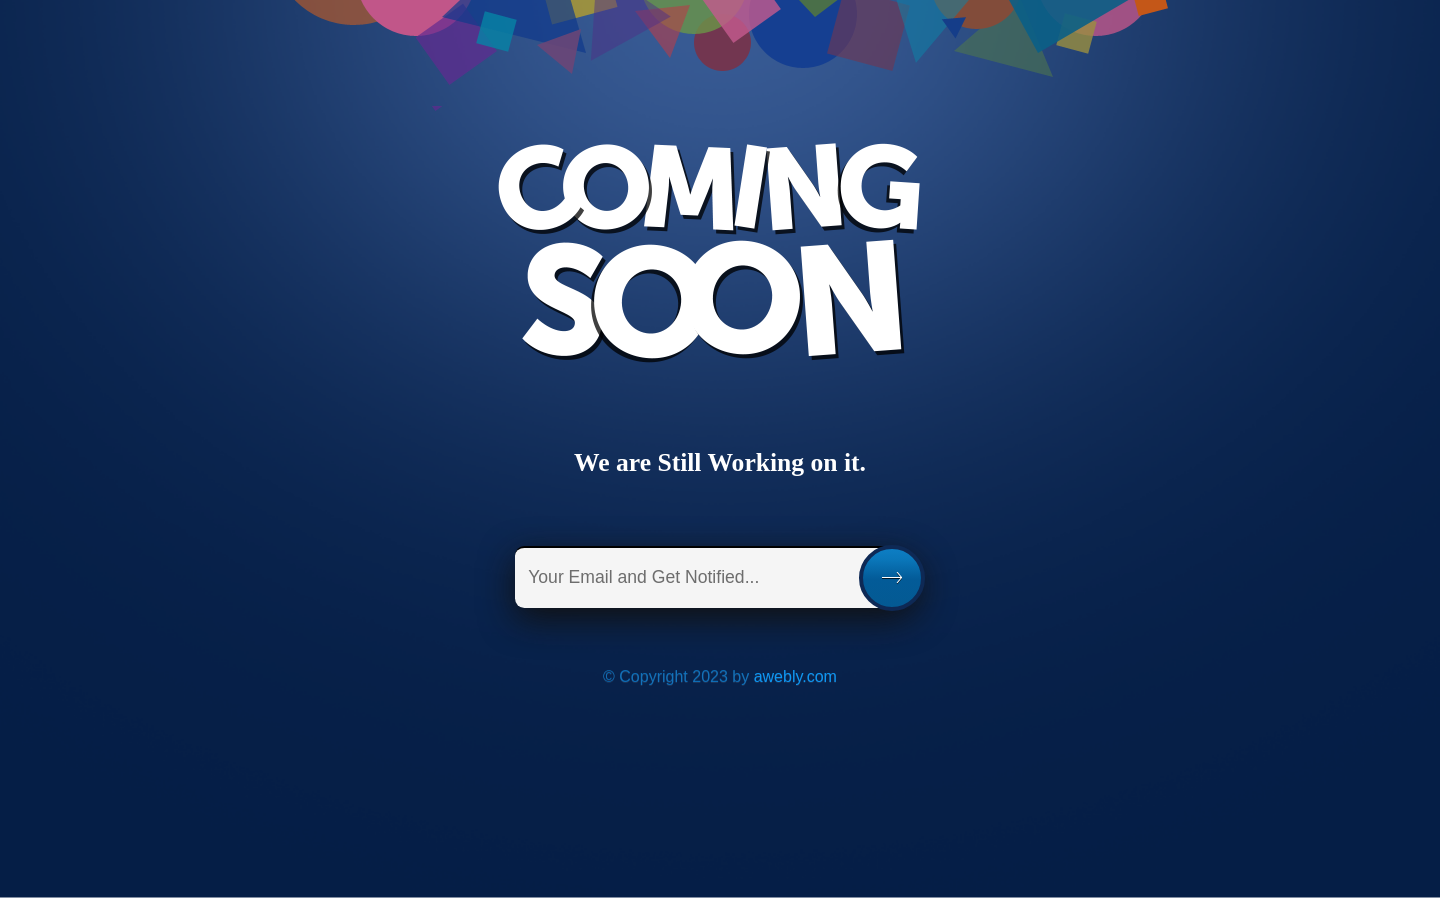 COMING
SOON
We are Still Working on it.
Your Email and Get Notified...
© Copyright 2023 by awebly.com